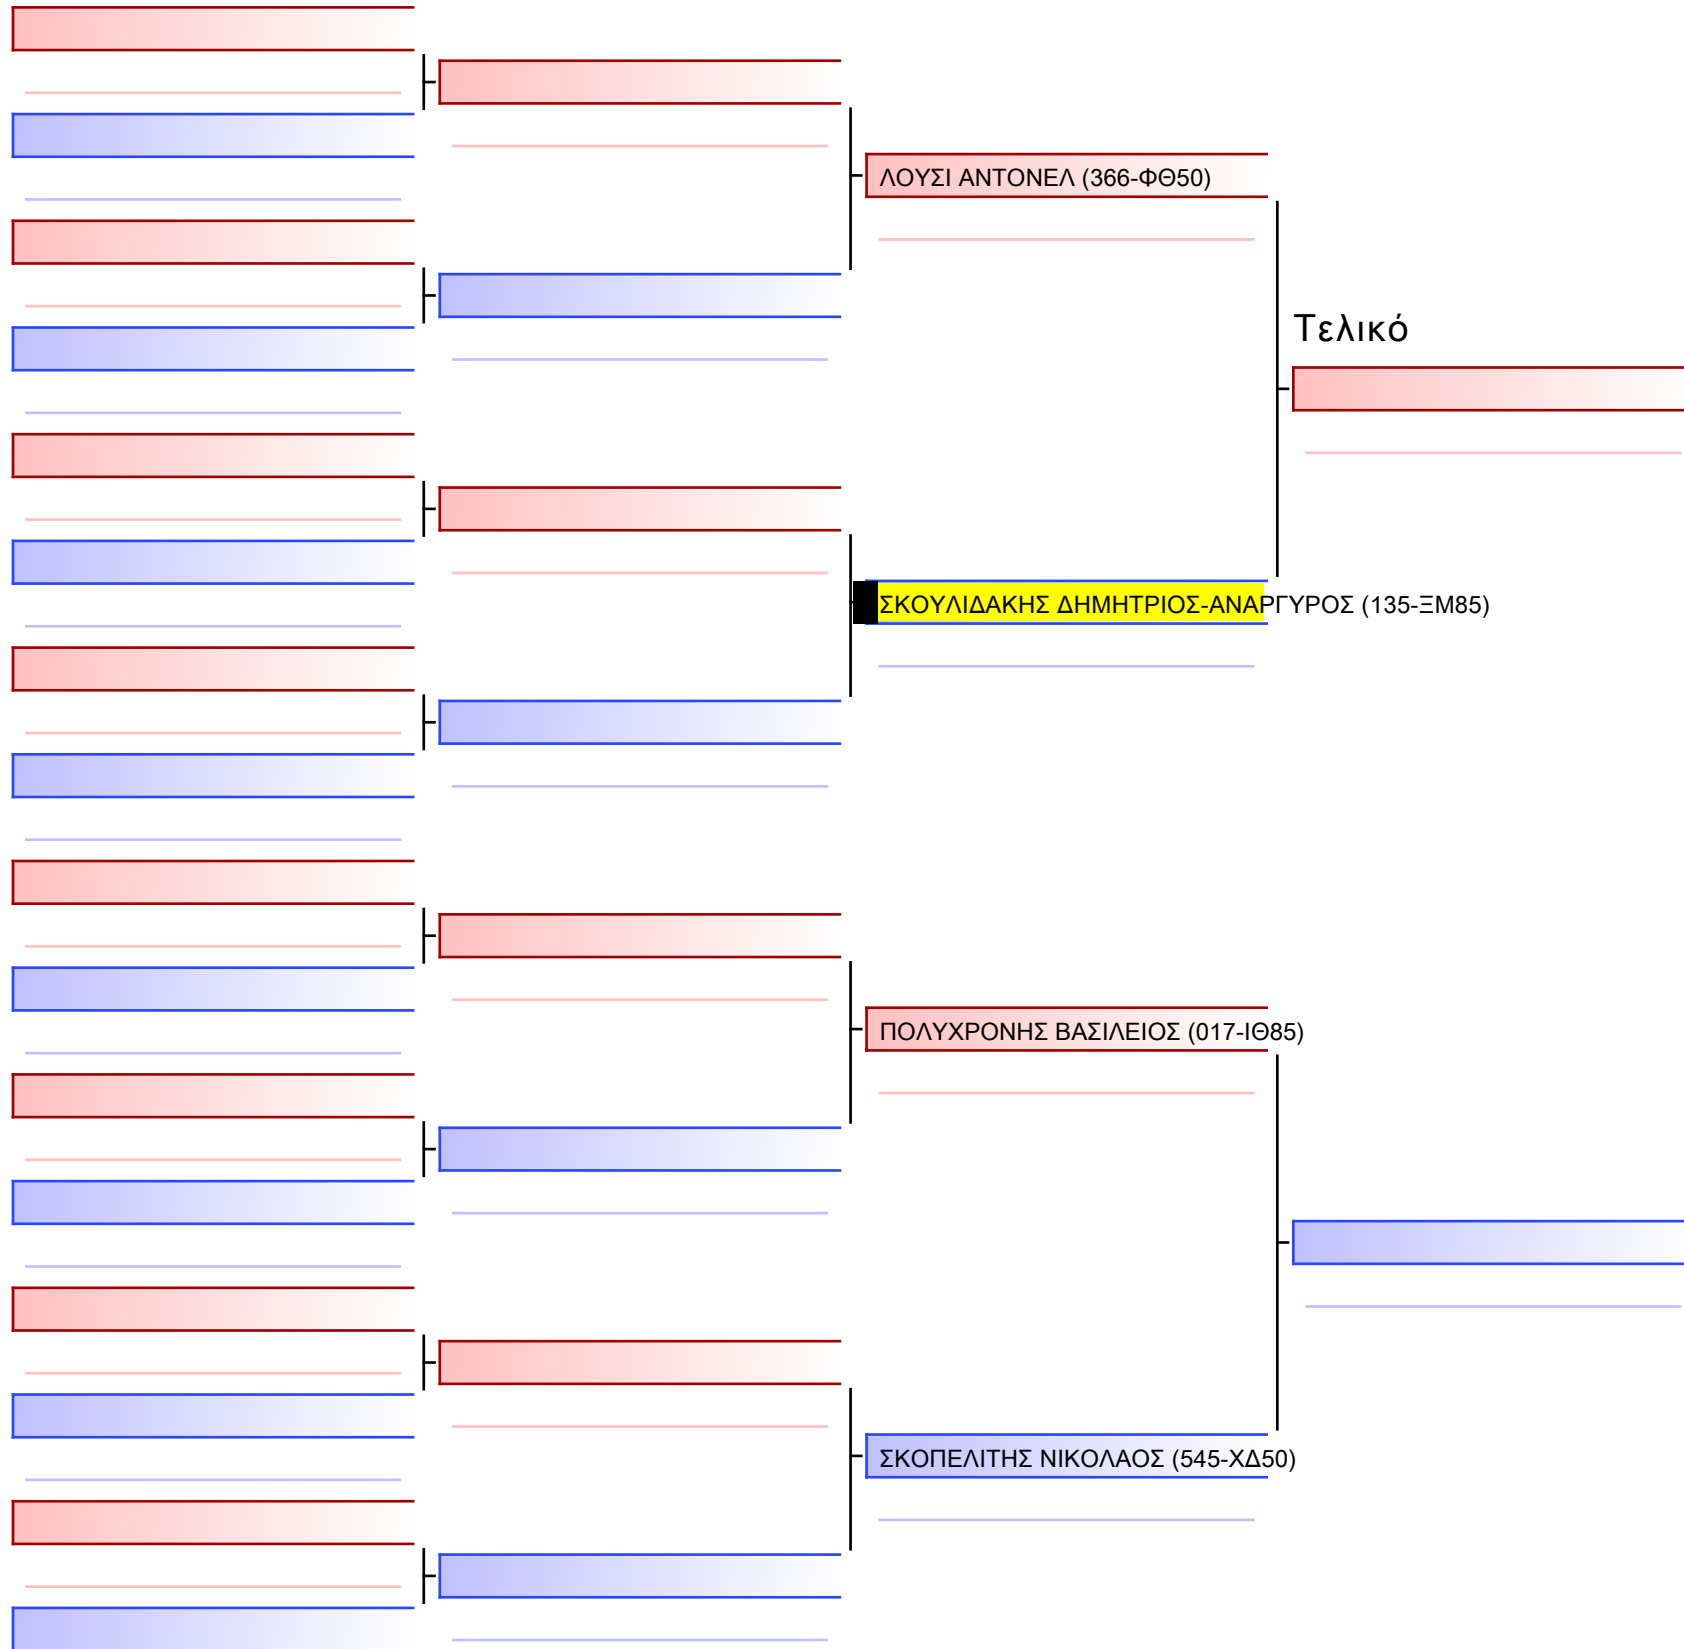 ΛΟΥΣΙ ΑΝΤΟΝΕΛ (366-ΦΘ50)
Τελικό
ΣΚΟΥΛΙΔΑΚΗΣ ΔΗΜΗΤΡΙΟΣ-ΑΝΑΡΓΥΡΟΣ (135-ΞΜ85)
ΠΟΛΥΧΡΟΝΗΣ ΒΑΣΙΛΕΙΟΣ (017-ΙΘ85)
ΣΚΟΠΕΛΙΤΗΣ ΝΙΚΟΛΑΟΣ (545-ΧΔ50)